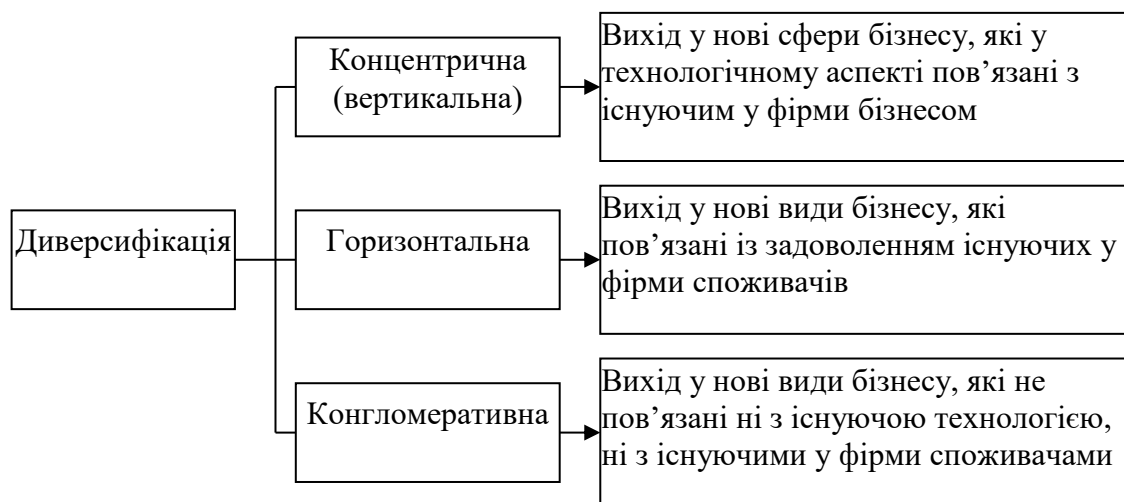 Диверсифікація
Концентрична
(вертикальна)
Вихід у нові сфери бізнесу, які у
технологічному аспекті пов’язані з
існуючим у фірми бізнесом
Горизонтальна
Вихід у нові види бізнесу, які
пов’язані із задоволенням існуючих у
фірми споживачів
Конгломеративна
Вихід у нові види бізнесу, які не
пов’язані ні з існуючою технологією,
ні з існуючими у фірми споживачами